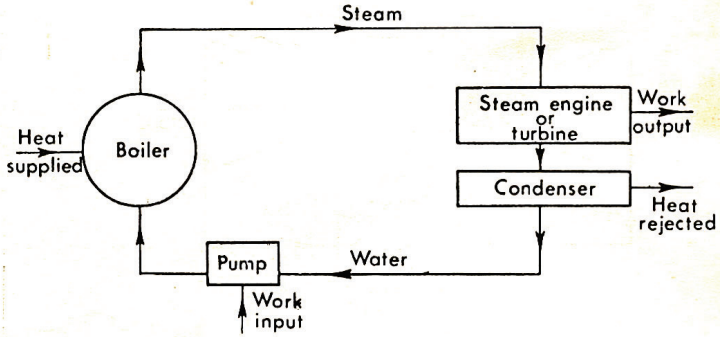 Steam
Steam engine
or
turbine
Work
output
Heat
supplied
Boiler
Condenser
Heat
rejected
Pump
Water
Work
input